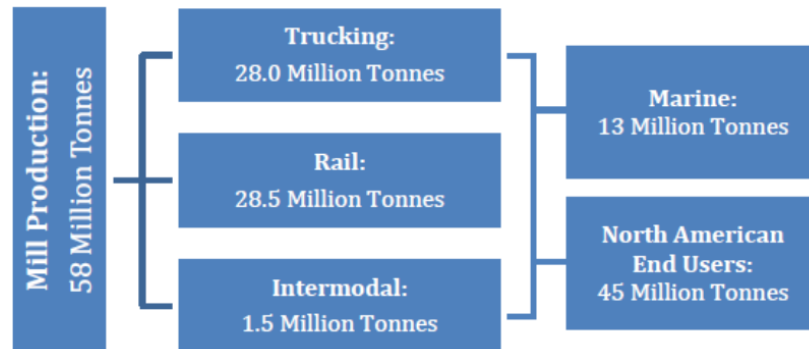 Mill Production:
58 Million Tonnes
Trucking:
28.0 Million Tonnes
Rail:
28.5 Million Tonnes
Intermodal:
1.5 Million Tonnes
Marine:
13 Million Tonnes
North American
End Users:
45 Million Tonnes